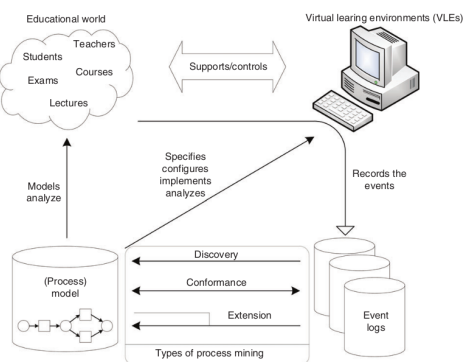 Educational world
Virtual learing environments (VLEs)
Teachers
Students
Courses
Exams
Lectures
Supports/controls
Models
analyze
Specifies
configures
implements
analyzes
Records the
events
(Process)
model
Discovery
Conformance
Extension
Event
logs
Types of process mining